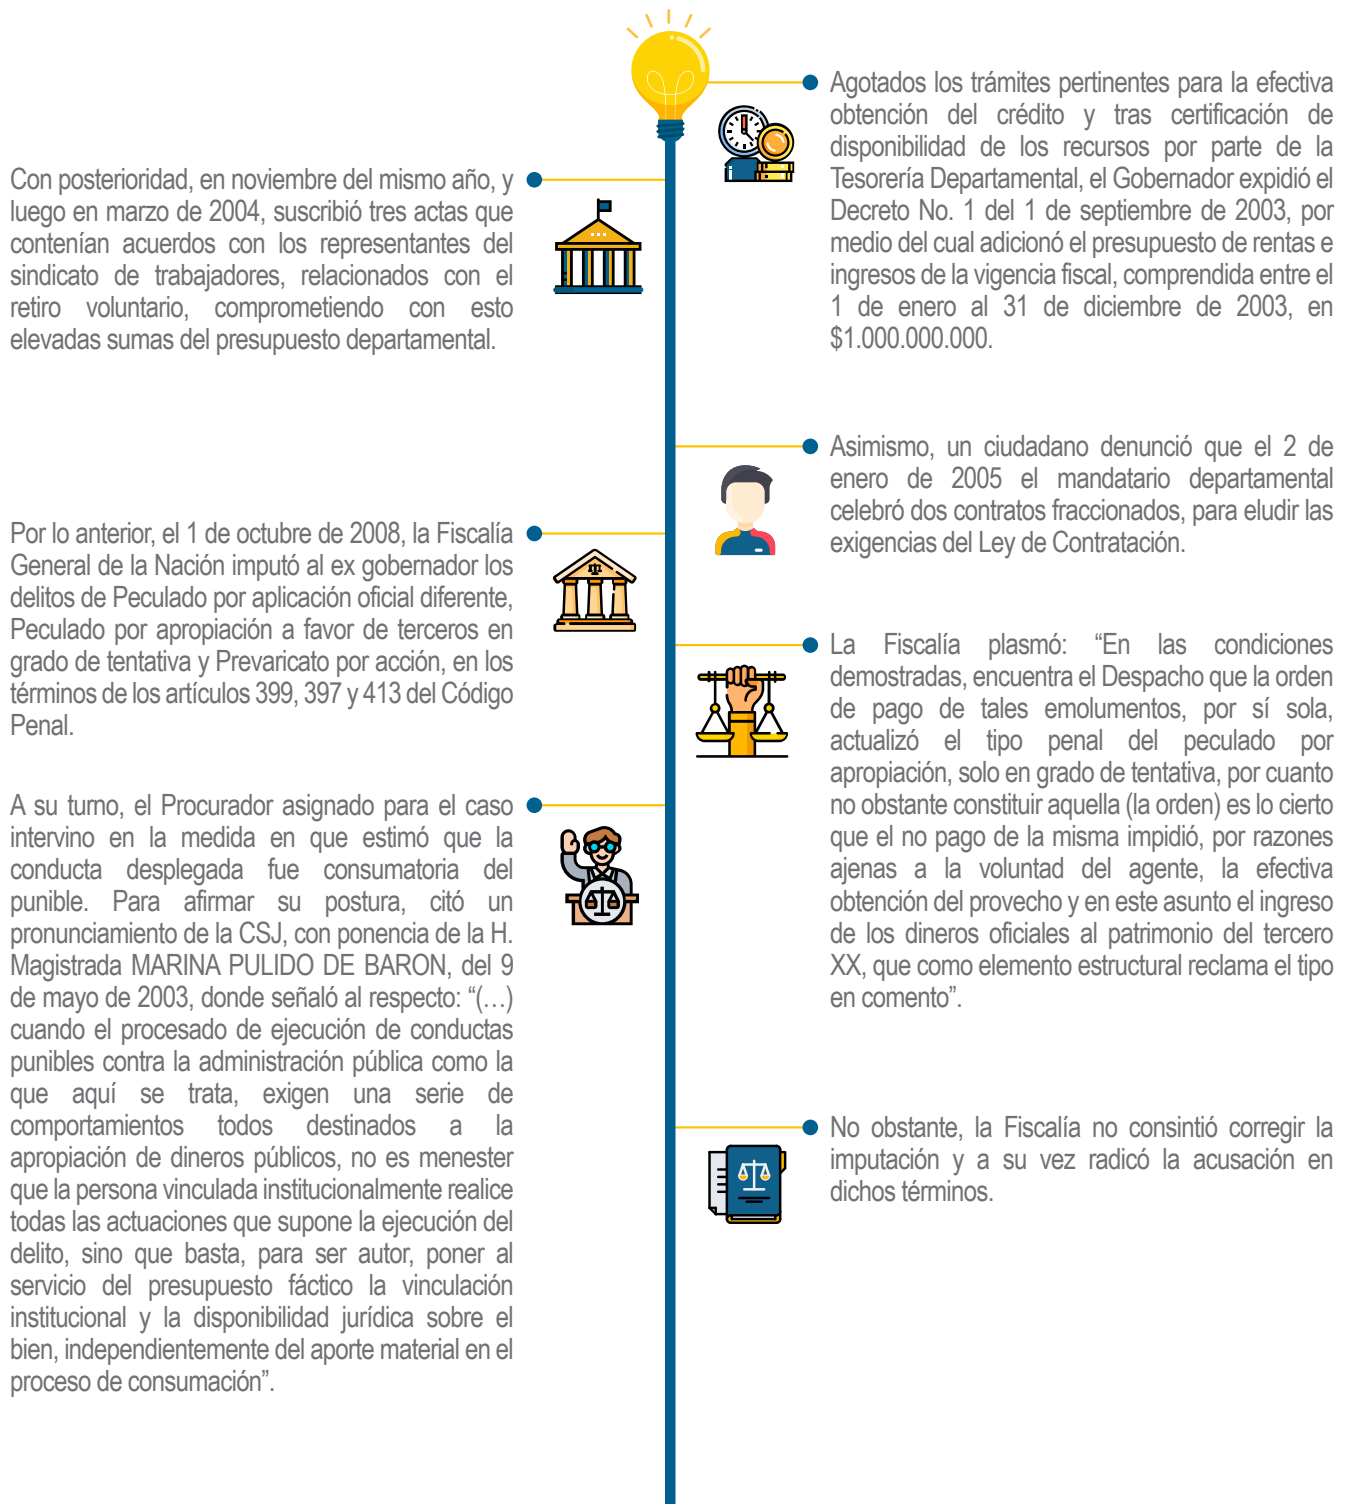 Agotados los trámites pertinentes para la efectiva
obtención del crédito y tras certificación de
disponibilidad de los recursos por parte de la
Tesorería Departamental, el Gobernador expidió el
Decreto No. 1 del 1 de septiembre de 2003, por
medio del cual adicionó el presupuesto de rentas e
ingresos de la vigencia fiscal, comprendida entre el
1 de enero al 31 de diciembre de 2003, en
$1.000.000.000.
Con posterioridad, en noviembre del mismo año, y
luego en marzo de 2004, suscribió tres actas que
contenían acuerdos con los representantes del
sindicato de trabajadores, relacionados con el
retiro voluntario, comprometiendo con esto
elevadas sumas del presupuesto departamental.
Asimismo, un ciudadano denunció que el 2 de
enero de 2005 el mandatario departamental
celebró dos contratos fraccionados, para eludir las
exigencias del Ley de Contratación.
Por lo anterior, el 1 de octubre de 2008, la Fiscalía
General de la Nación imputó al ex gobernador los
delitos de Peculado por aplicación oficial diferente,
Peculado por apropiación a favor de terceros en
grado de tentativa y Prevaricato por acción, en los
términos de los artículos 399, 397 y 413 del Código
Penal.
La Fiscalía plasmó: “En las condiciones
demostradas, encuentra el Despacho que la orden
de pago de tales emolumentos, por sí sola,
actualizó el tipo penal del peculado por
apropiación, solo en grado de tentativa, por cuanto
no obstante constituir aquella (la orden) es lo cierto
que el no pago de la misma impidió, por razones
ajenas a la voluntad del agente, la efectiva
obtención del provecho y en este asunto el ingreso
de los dineros oficiales al patrimonio del tercero
XX, que como elemento estructural reclama el tipo
en comento”.
A su turno, el Procurador asignado para el caso
intervino en la medida en que estimó que la
conducta desplegada fue consumatoria del
punible. Para afirmar su postura, citó un
pronunciamiento de la CSJ, con ponencia de la H.
Magistrada MARINA PULIDO DE BARON, del 9
de mayo de 2003, donde señaló al respecto: “(…)
cuando el procesado de ejecución de conductas
punibles contra la administración pública como la
que aquí se trata, exigen una serie de
comportamientos todos destinados a la
apropiación de dineros públicos, no es menester
que la persona vinculada institucionalmente realice
todas las actuaciones que supone la ejecución del
delito, sino que basta, para ser autor, poner al
servicio del presupuesto fáctico la vinculación
institucional y la disponibilidad jurídica sobre el
bien, independientemente del aporte material en el
proceso de consumación”.
No obstante, la Fiscalía no consintió corregir la
imputación y a su vez radicó la acusación en
dichos términos.